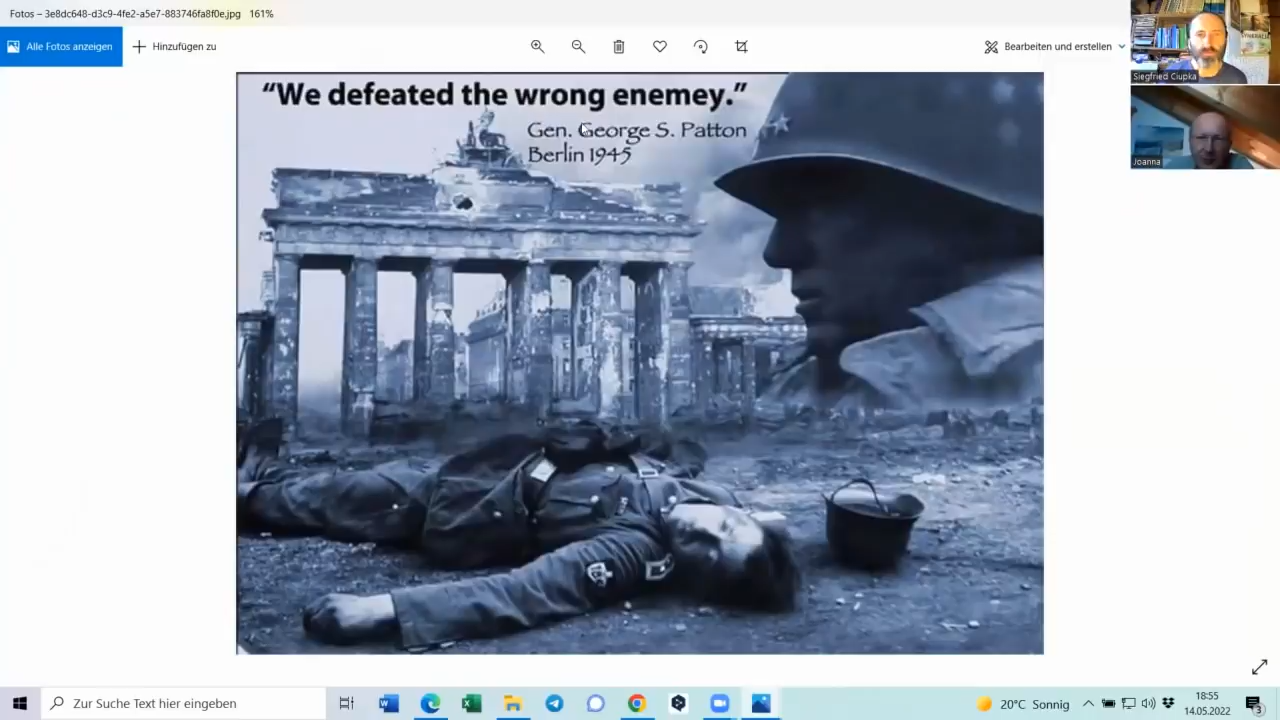 Fotos – 3e8dc648-d3c9-4fe2-a5e7-883746fa8f0e.jpg 161%
Alle Fotos anzeigen
Hinzufügen zu
Bearbeiten und erstellen
Siegfried Ciupka
Joanna
“We defeated the wrong enemey.”
Gen. George S. Patton
Berlin 1945
Zur Suche Text hier eingeben
20°C Sonnig
18:55
14.05.2022
3